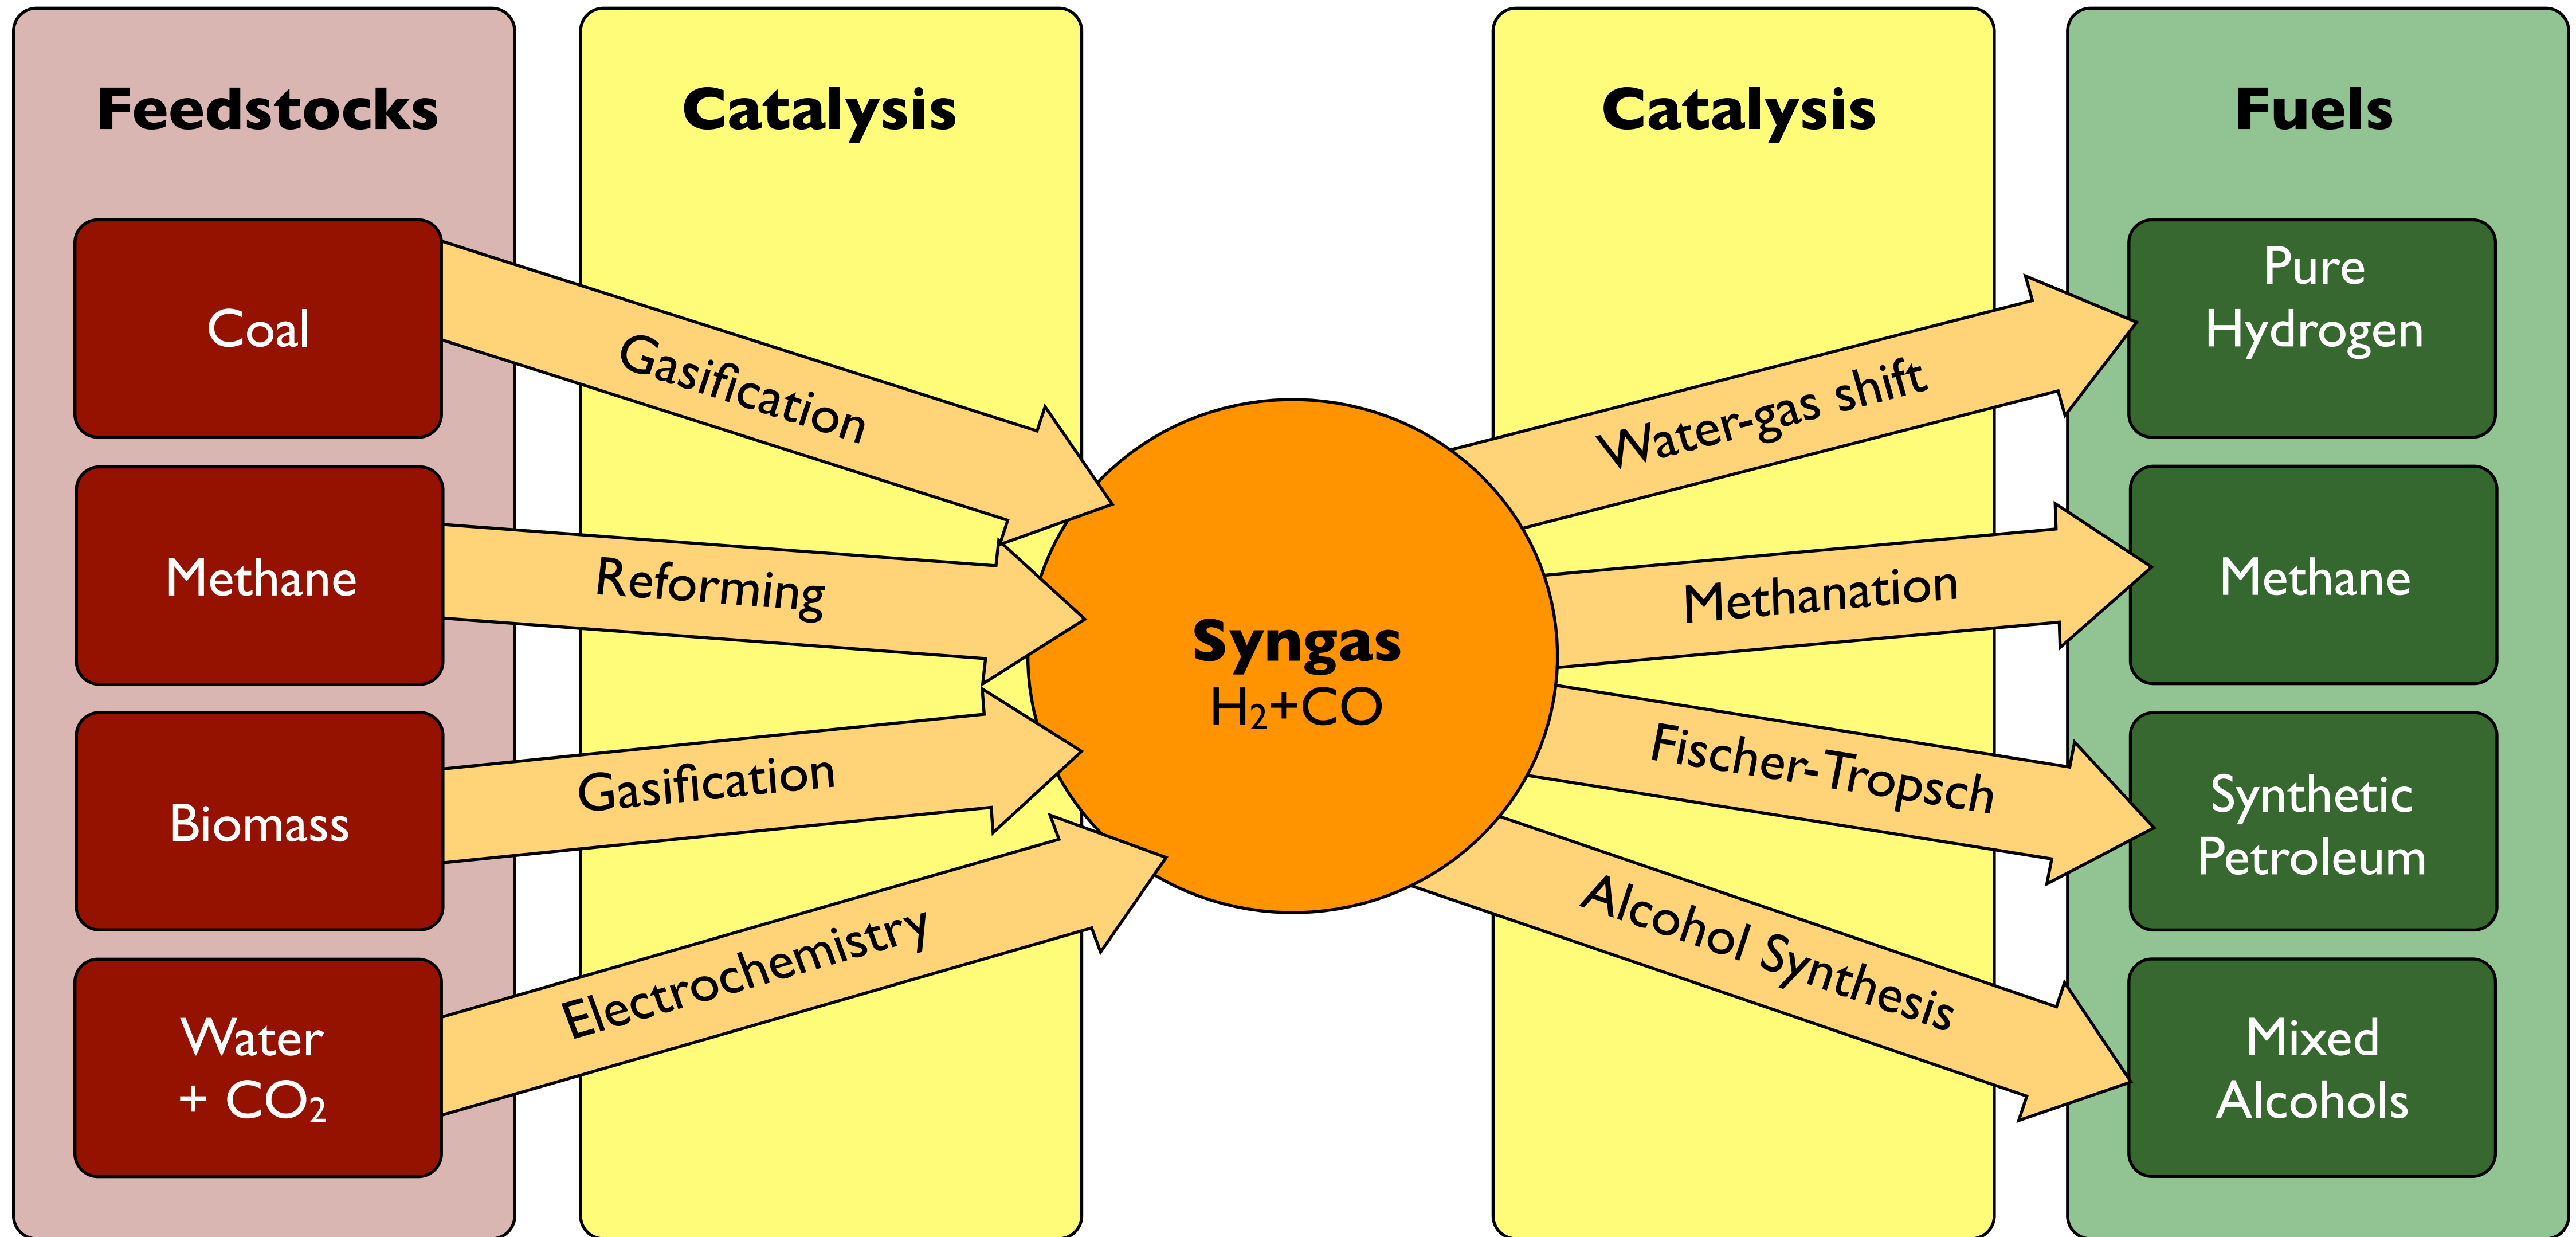 Feedstocks
Catalysis
Catalysis
Fuels
Coal
Methane
Biomass
Water
+ CO₂
Gasification
Reforming
Gasification
Electrochemistry
Syngas
H₂+CO
Water-gas shift
Methanation
Fischer-Tropsch
Alcohol Synthesis
Pure
Hydrogen
Methane
Synthetic
Petroleum
Mixed
Alcohols